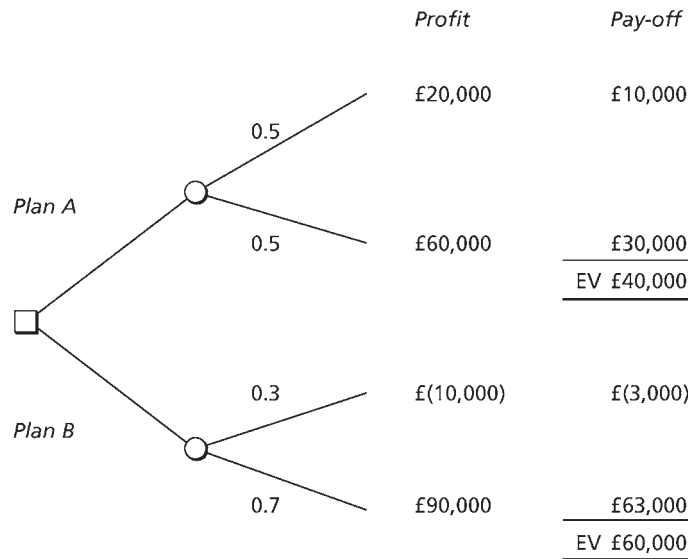 Profit Pay-off
£20,000 £10,000
0.5
Plan A
0.5 £60,000 £30,000
EV £40,000
0.3 £(10,000) £(3,000)
Plan B
0.7 £90,000 £63,000
EV £60,000